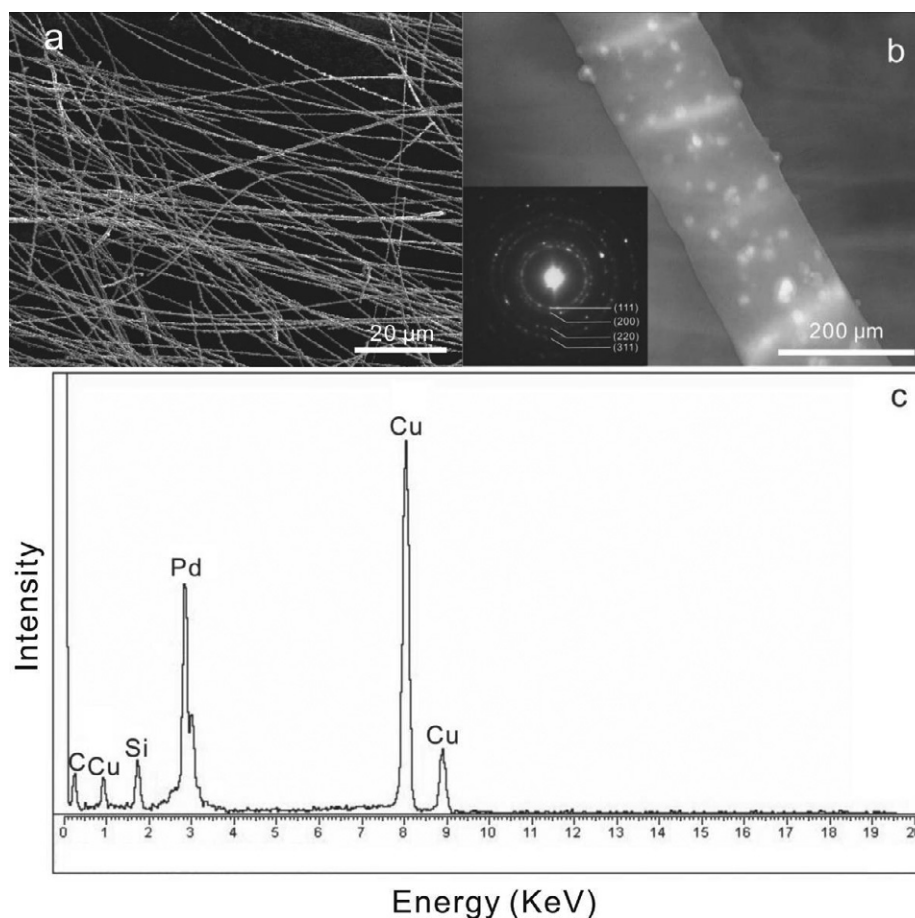 a
20 μm
b
(111)
(200)
(220)
(311)
200 μm
c
Intensity
C Cu Si Pd Cu Cu
0 1 2 3 4 5 6 7 8 9 10 11 12 13 14 15 16 17 18 19 20
Energy (KeV)